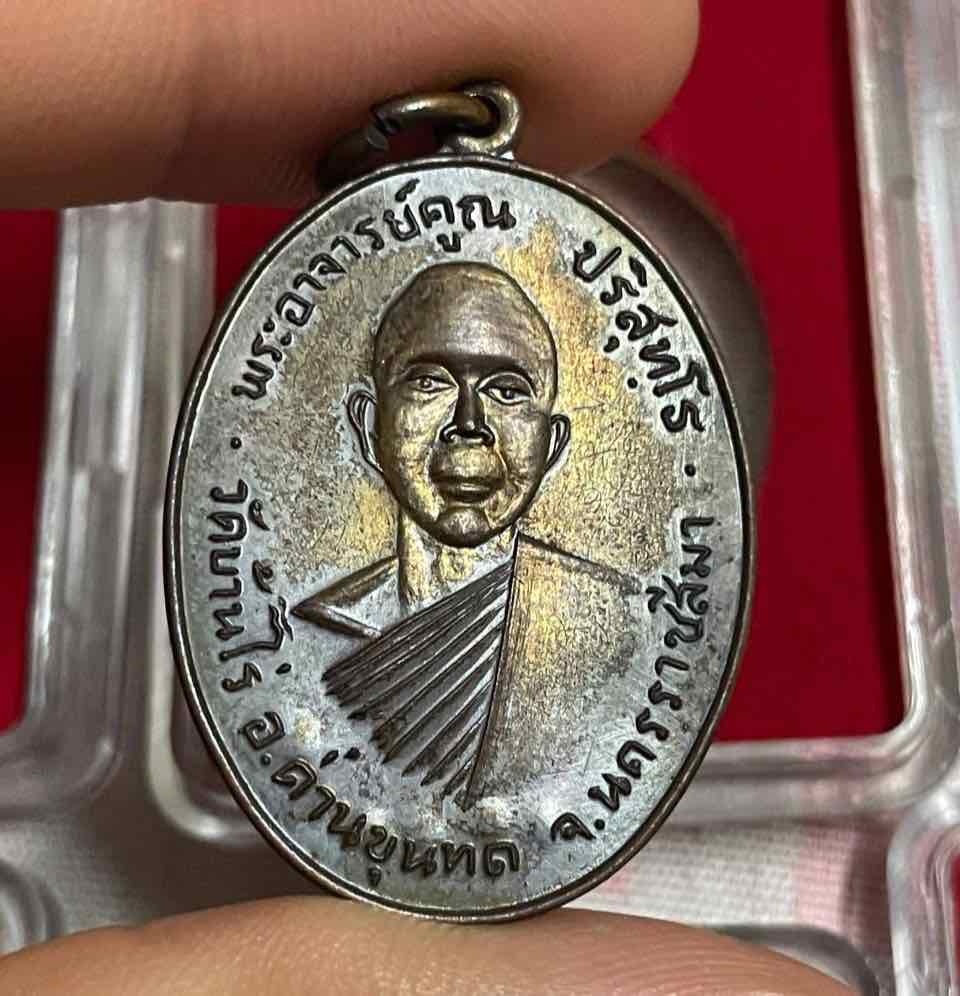 พระอาจารย์คูณ ปริสุทฺโธ
วัดบ้านไร่ อ.ด่านขุนทด จ.นครราชสีมา